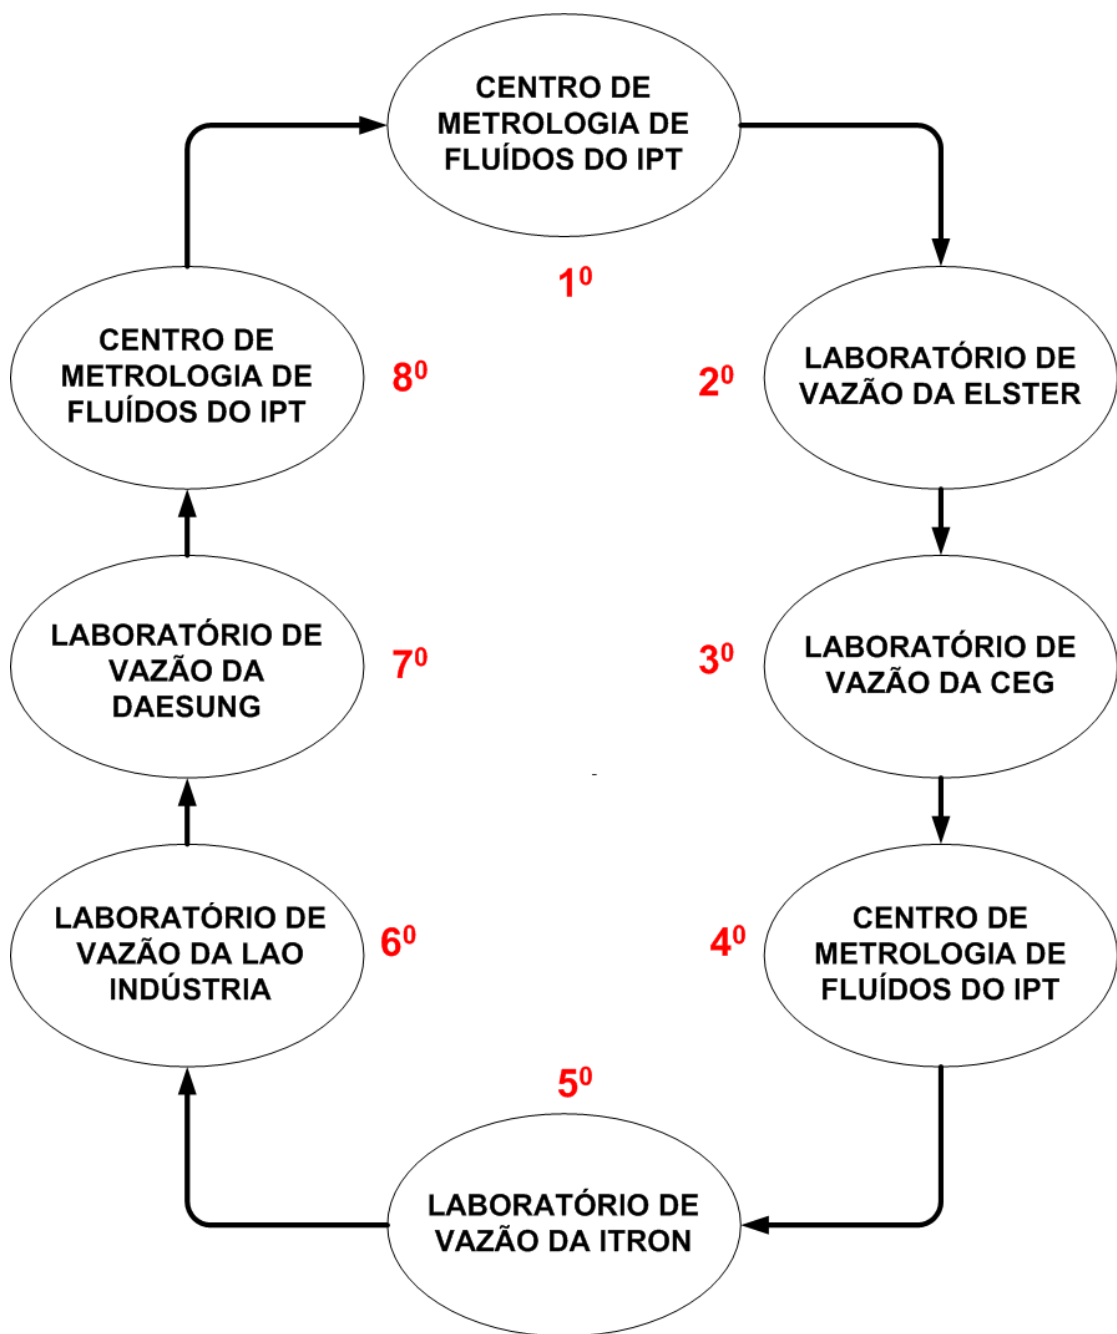 CENTRO DE
METROLOGIA DE
FLUÍDOS DO IPT
1⁰
LABORATÓRIO DE
VAZÃO DA ELSTER
2⁰
LABORATÓRIO DE
VAZÃO DA CEG
3⁰
CENTRO DE
METROLOGIA DE
FLUÍDOS DO IPT
4⁰
5⁰
LABORATÓRIO DE
VAZÃO DA ITRON
LABORATÓRIO DE
VAZÃO DA LAO
INDÚSTRIA
6⁰
LABORATÓRIO DE
VAZÃO DA
DAESUNG
7⁰
CENTRO DE
METROLOGIA DE
FLUÍDOS DO IPT
8⁰
-